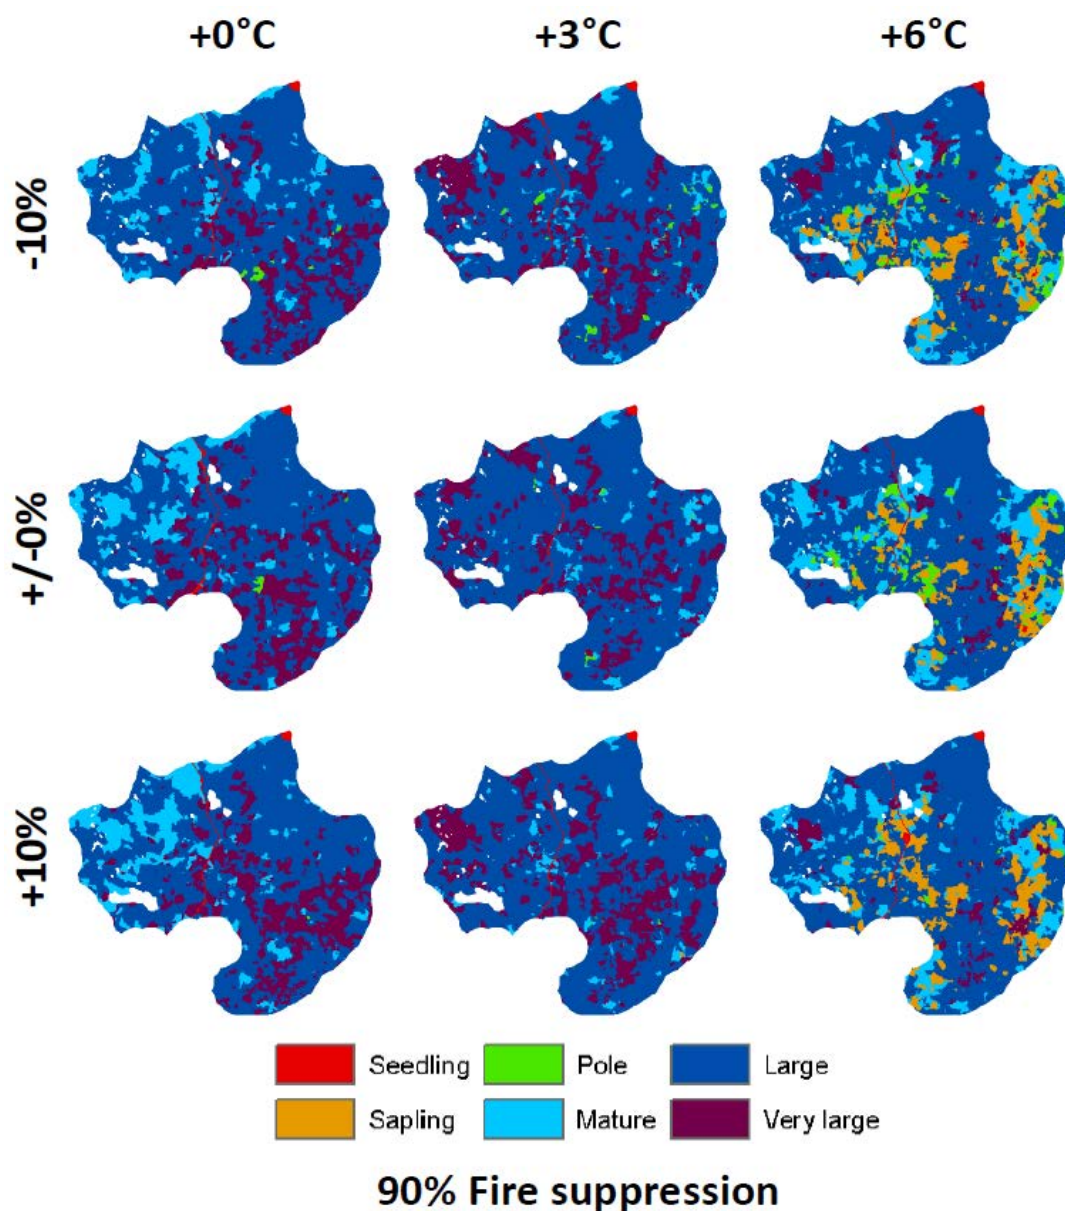 +0°C +3°C +6°C
-10%
+/-0%
+10%
Seedling Pole Large
Sapling Mature Very large
90% Fire suppression